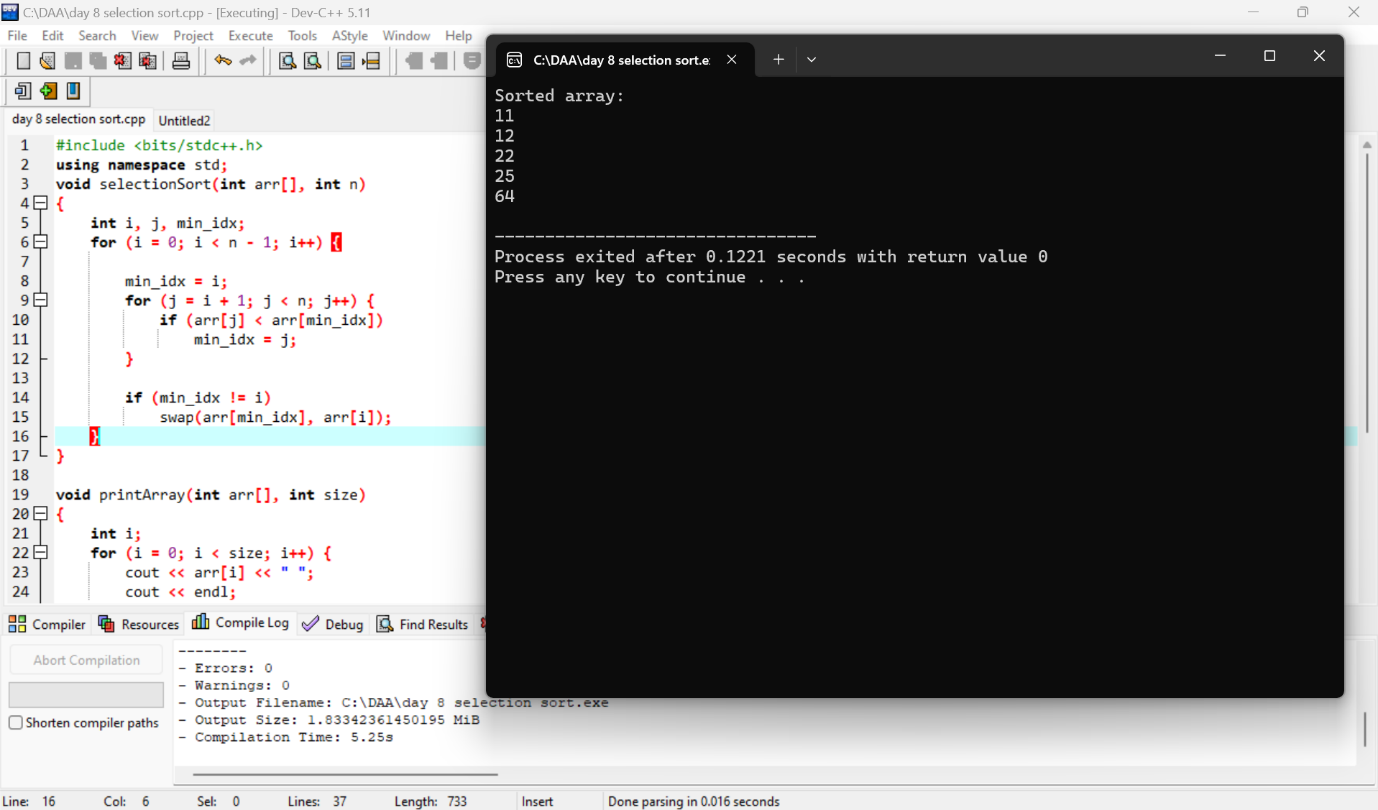 C:\DAA\day 8 selection sort.cpp - [Executing] - Dev-C++ 5.11
File Edit Search View Project Execute Tools AStyle Window Help
day 8 selection sort.cpp Untitled2
1 #include <bits/stdc++.h>
2 using namespace std;
3 void selectionSort(int arr[], int n)
4 {
5 int i, j, min_idx;
6 for (i = 0; i < n - 1; i++) {
7
8 min_idx = i;
9 for (j = i + 1; j < n; j++) {
10 if (arr[j] < arr[min_idx])
11 min_idx = j;
12 }
13
14 if (min_idx != i)
15 swap(arr[min_idx], arr[i]);
16 }
17 }
18
19 void printArray(int arr[], int size)
20 {
21 int i;
22 for (i = 0; i < size; i++) {
23 cout << arr[i] << " ";
24 cout << endl;
C:\DAA\day 8 selection sort.e
Sorted array:
11
12
22
25
64
--------------------------------
Process exited after 0.1221 seconds with return value 0
Press any key to continue . . .
Compiler Resources Compile Log Debug Find Results
Abort Compilation
Shorten compiler paths
--------
- Errors: 0
- Warnings: 0
- Output Filename: C:\DAA\day 8 selection sort.exe
- Output Size: 1.83342361450195 MiB
- Compilation Time: 5.25s
Line: 16 Col: 6 Sel: 0 Lines: 37 Length: 733 Insert Done parsing in 0.016 seconds